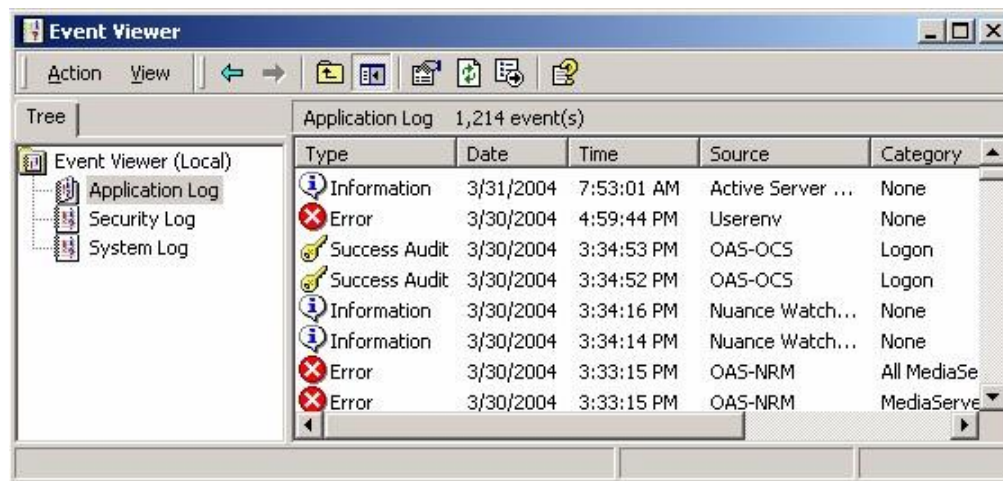 Event Viewer
Action View
Tree
Application Log 1,214 event(s)
Event Viewer (Local)
Application Log
Security Log
System Log
Type Date Time Source Category
Information 3/31/2004 7:53:01 AM Active Server ... None
Error 3/30/2004 4:59:44 PM Userenv None
Success Audit 3/30/2004 3:34:53 PM OAS-OCS Logon
Success Audit 3/30/2004 3:34:52 PM OAS-OCS Logon
Information 3/30/2004 3:34:16 PM Nuance Watch... None
Information 3/30/2004 3:34:14 PM Nuance Watch... None
Error 3/30/2004 3:33:15 PM OAS-NRM All MediaSe
Error 3/30/2004 3:33:15 PM OAS-NRM MediaServe